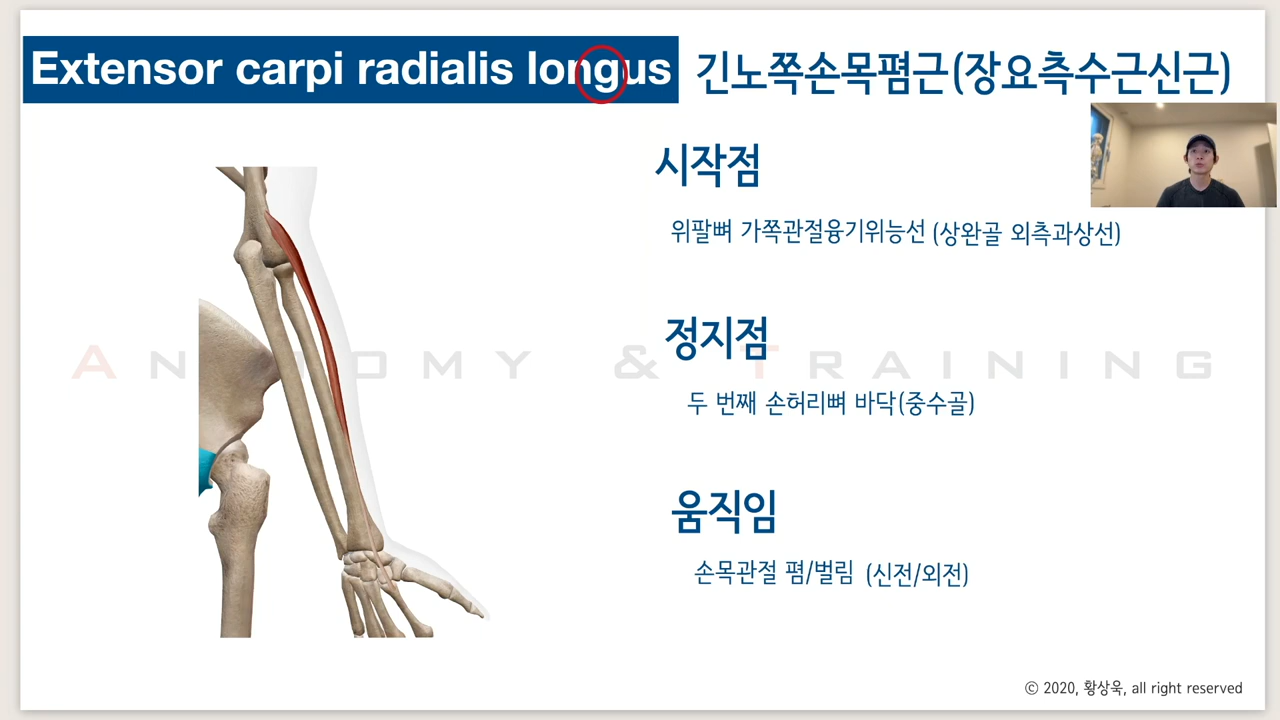 Extensor carpi radialis longus 긴노쪽손목폄근(장요측수근신근)
시작점
위팔뼈 가쪽관절융기위능선 (상완골 외측과상선)
정지점
ANATOMY & TRAINING
두 번째 손허리뼈 바닥(중수골)
움직임
손목관절 폄/벌림 (신전/외전)
© 2020, 황상욱, all right reserved